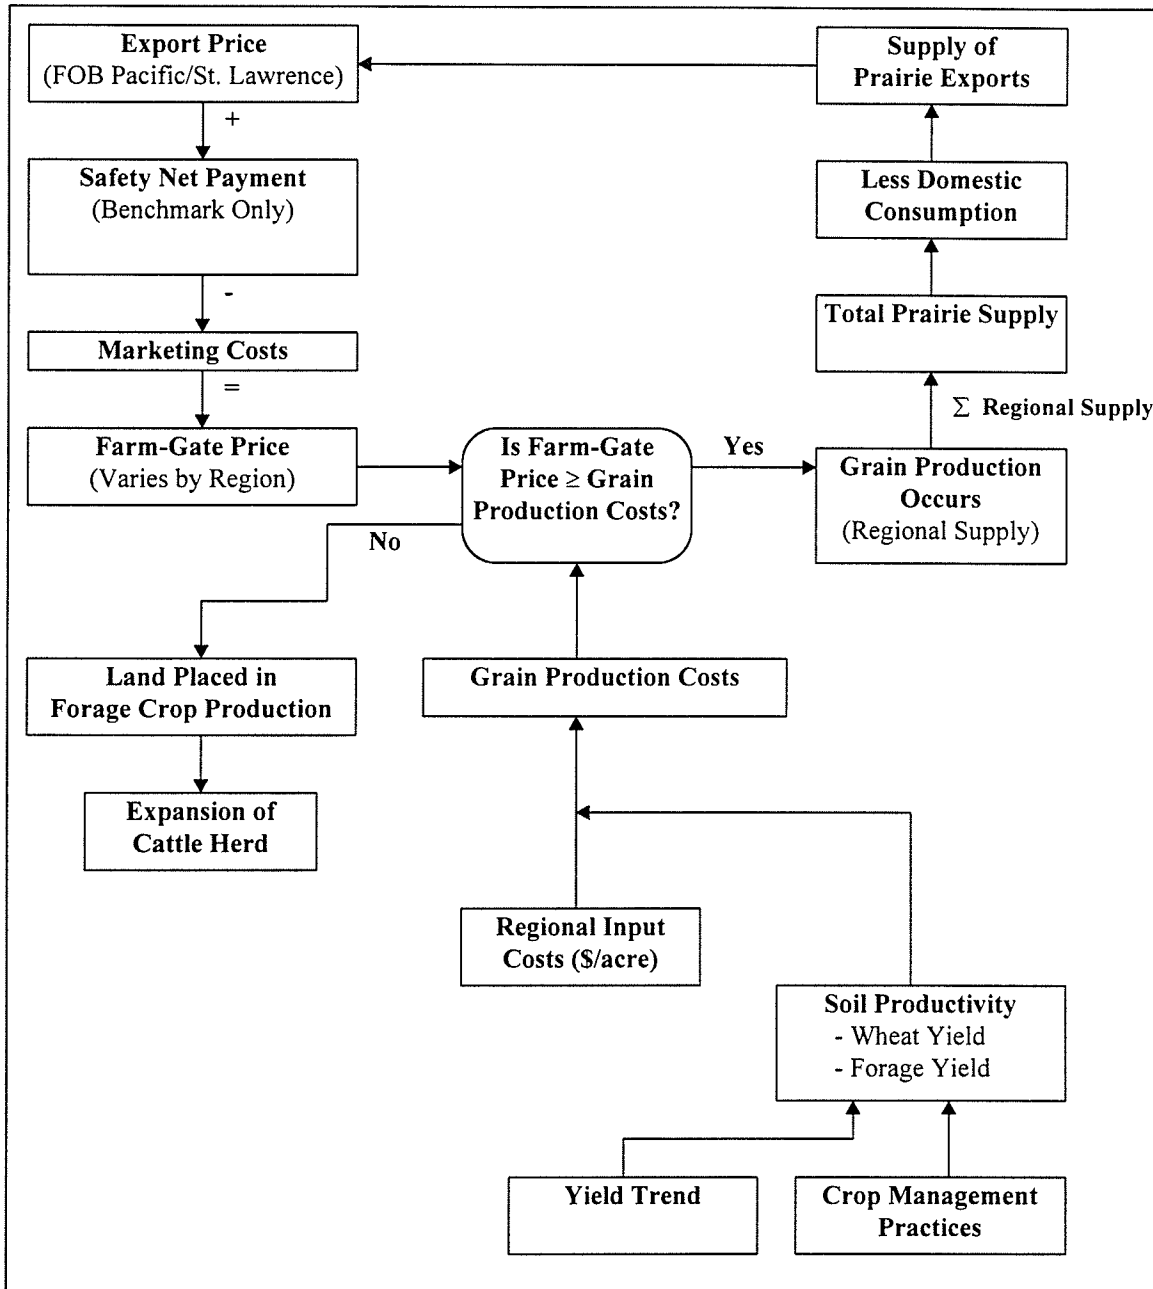 Export Price
(FOB Pacific/St. Lawrence)
+
Safety Net Payment
(Benchmark Only)
-
Marketing Costs
=
Farm-Gate Price
(Varies by Region)
Is Farm-Gate
Price ≥ Grain
Production Costs?
Yes
No
Supply of
Prairie Exports
Less Domestic
Consumption
Total Prairie Supply
Σ Regional Supply
Grain Production
Occurs
(Regional Supply)
Land Placed in
Forage Crop Production
Expansion of
Cattle Herd
Grain Production Costs
Regional Input
Costs ($/acre)
Soil Productivity
- Wheat Yield
- Forage Yield
Yield Trend
Crop Management
Practices